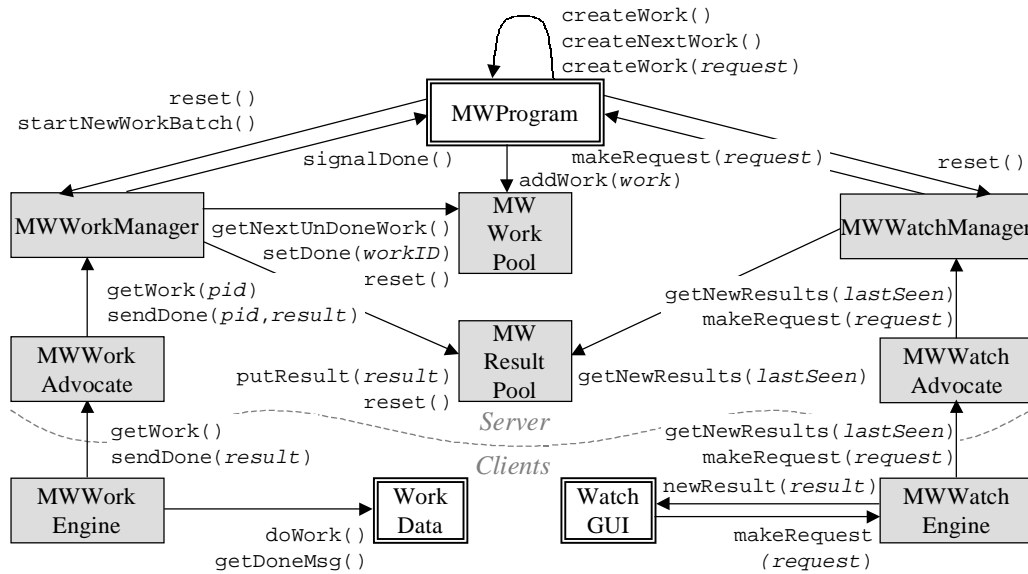 createWork()
createNextWork()
createWork(request)
reset()
startNewWorkBatch()
MWProgram
signalDone()
makeRequest(request)
reset()
addWork(work)
MWWorkManager
MW
Work
Pool
MWWatchManager
getNextUnDoneWork()
setDone(workID)
reset()
getWork(pid)
sendDone(pid,result)
getNewResults(lastSeen)
makeRequest(request)
MWWork
Advocate
MW
Result
Pool
MWWatch
Advocate
putResult(result)
reset()
getNewResults(lastSeen)
Server
Clients
getWork()
sendDone(result)
getNewResults(lastSeen)
makeRequest(request)
newResult(result)
MWWork
Engine
Work
Data
Watch
GUI
MWWatch
Engine
doWork()
getDoneMsg()
makeRequest
(request)